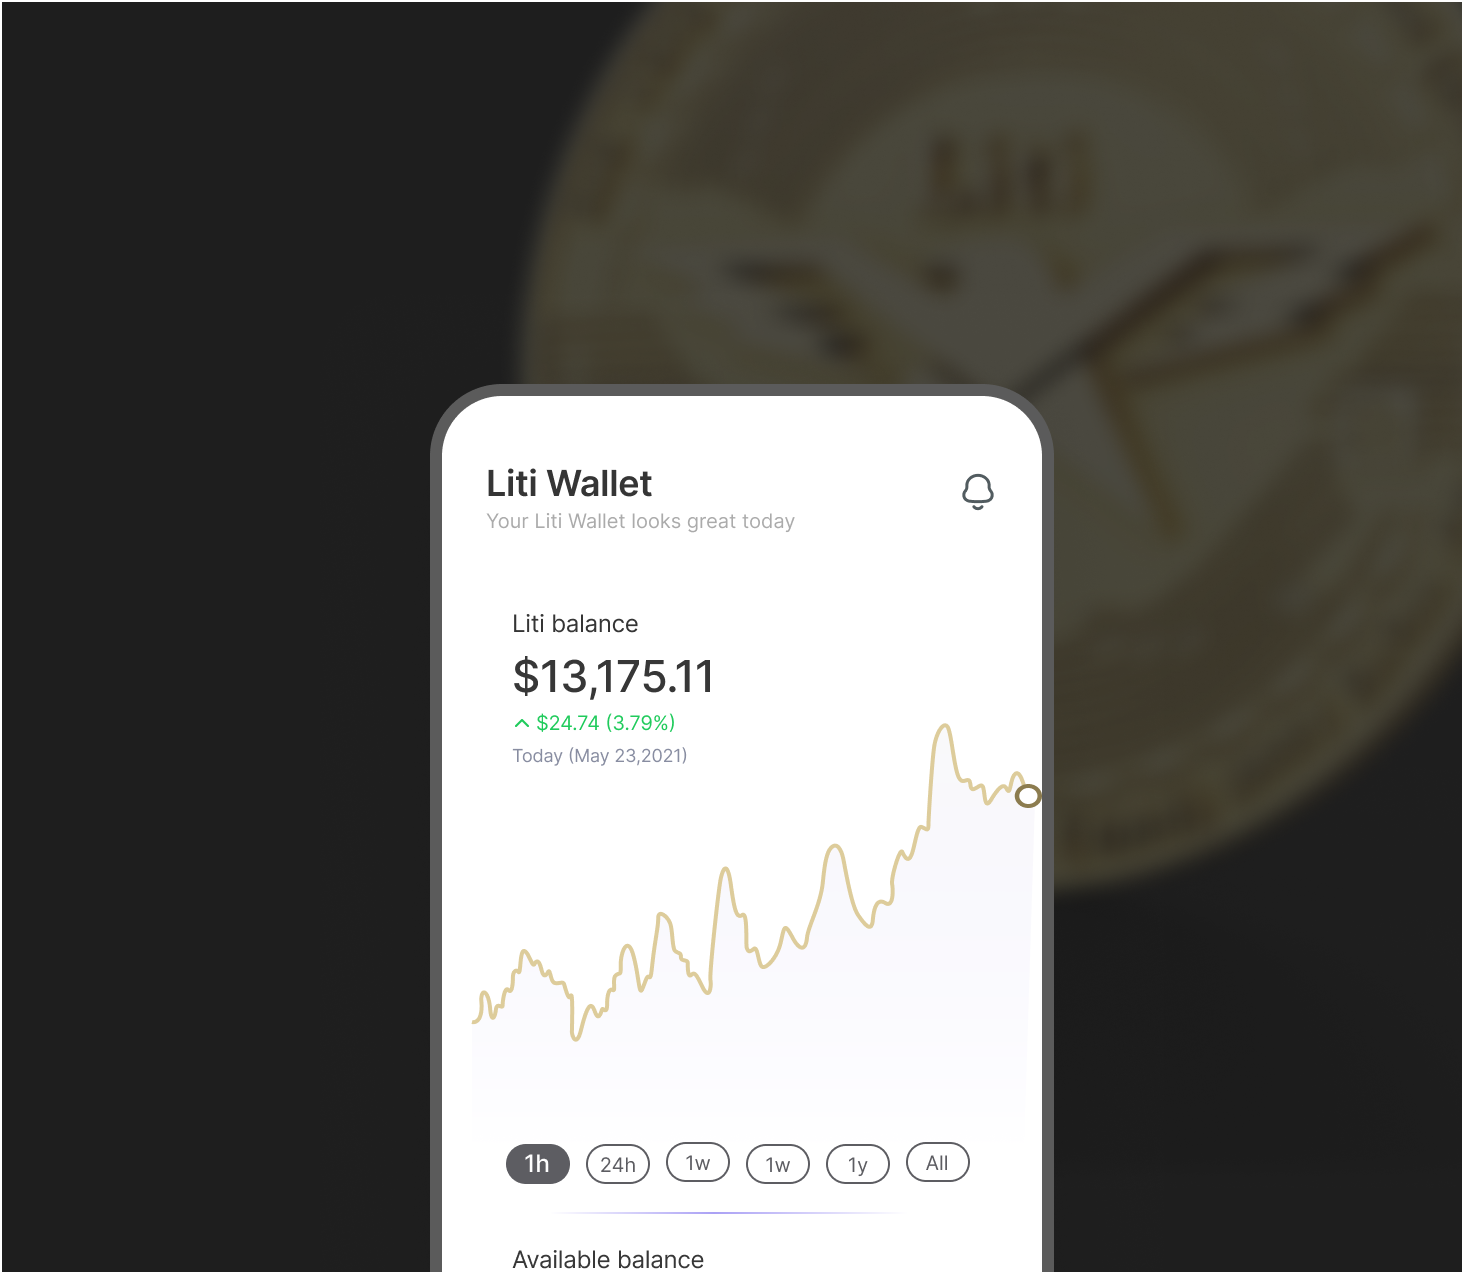 Liti
Liti Wallet
Your Liti Wallet looks great today
Liti balance
$13,175.11
$24.74 (3.79%)
Today (May 23,2021)
1h 24h 1w 1w 1y All
Available balance